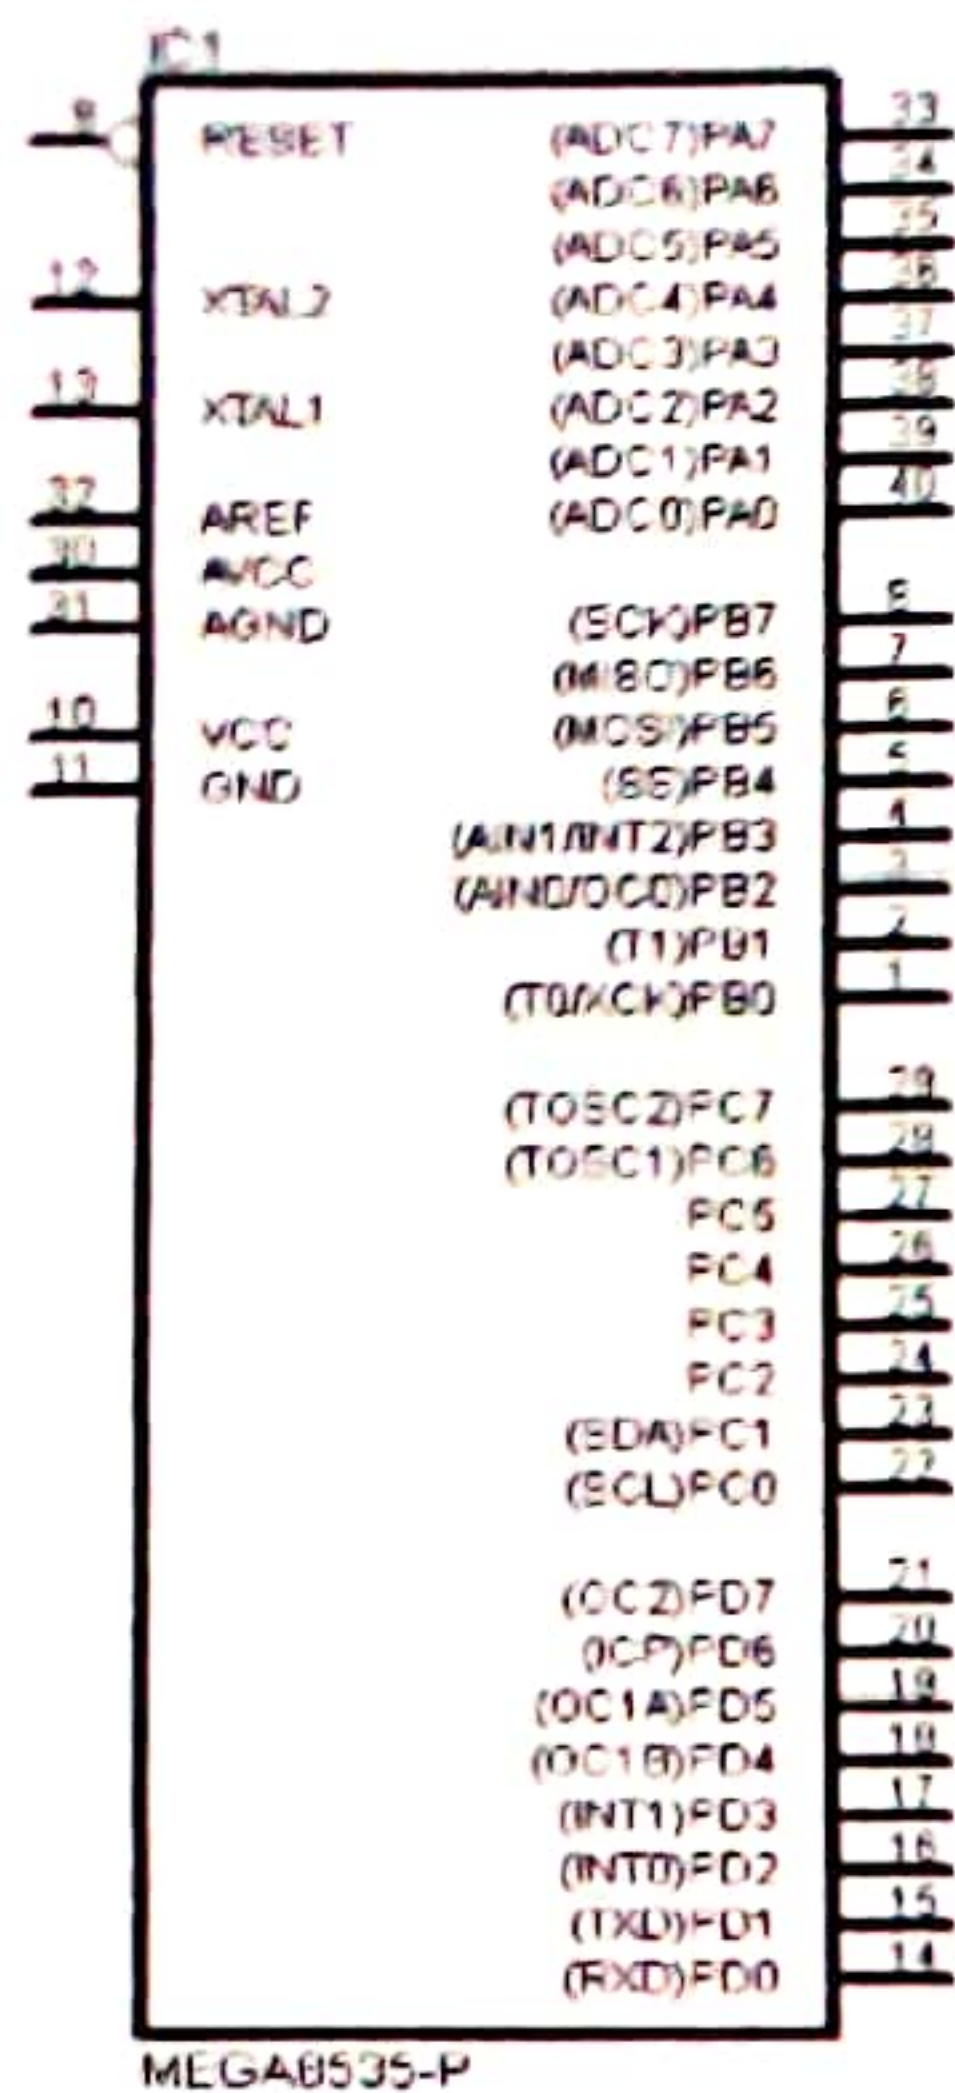 IC1
9 RESET (ADC7)PA7 33
(ADC6)PA6 34
(ADC5)PA5 35
12 XTAL2 (ADC4)PA4 36
(ADC3)PA3 37
13 XTAL1 (ADC2)PA2 38
(ADC1)PA1 39
32 AREF (ADC0)PA0 40
30 AVCC
31 AGND (SCK)PB7 8
(MISO)PB6 7
10 VCC (MOSI)PB5 6
11 GND (SS)PB4 5
(AIN1/INT2)PB3 4
(AIN0/OC0)PB2 3
(T1)PB1 2
(T0/XCK)PB0 1
(TOSC2)PC7 29
(TOSC1)PC6 28
PC5 27
PC4 26
PC3 25
PC2 24
(SDA)PC1 23
(SCL)PC0 22
(OC2)PD7 21
(ICP)PD6 20
(OC1A)PD5 19
(OC1B)PD4 18
(INT1)PD3 17
(INT0)PD2 16
(TXD)PD1 15
(RXD)PD0 14
MEGA8535-P